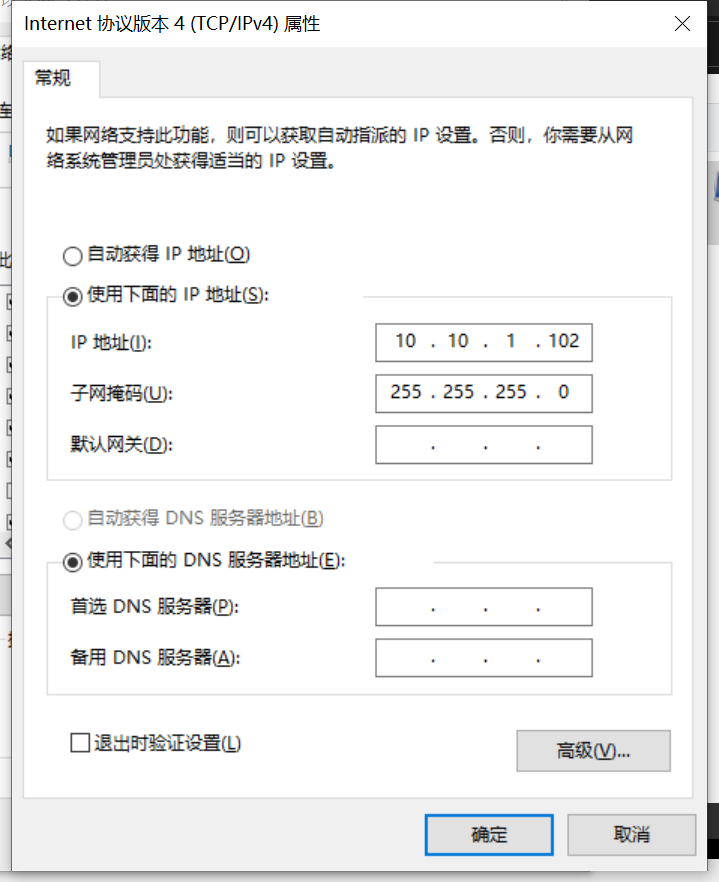 Internet 协议版本 4 (TCP/IPv4) 属性
常规
如果网络支持此功能，则可以获取自动指派的 IP 设置。否则，你需要从网
络系统管理员处获得适当的 IP 设置。
自动获得 IP 地址(O)
使用下面的 IP 地址(S):
IP 地址(I): 10 . 10 . 1 . 102
子网掩码(U): 255 . 255 . 255 . 0
默认网关(D): . . .
自动获得 DNS 服务器地址(B)
使用下面的 DNS 服务器地址(E):
首选 DNS 服务器(P): . . .
备用 DNS 服务器(A): . . .
退出时验证设置(L)
高级(V)...
确定 取消